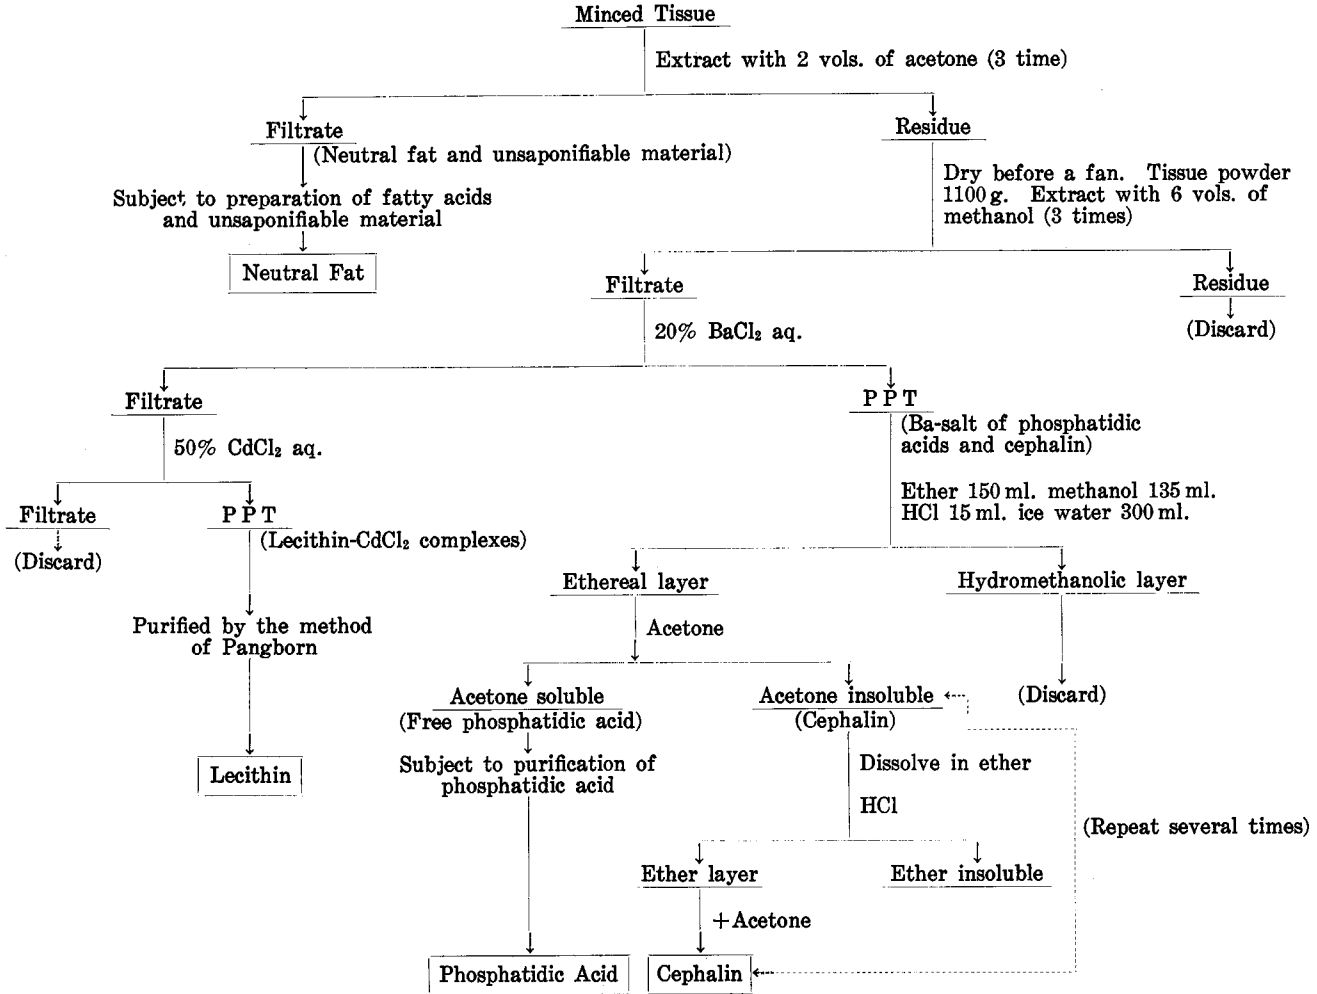 Minced Tissue
Extract with 2 vols. of acetone (3 time)
Filtrate
(Neutral fat and unsaponifiable material)
Subject to preparation of fatty acids
and unsaponifiable material
Neutral Fat
Residue
Dry before a fan. Tissue powder
1100 g. Extract with 6 vols. of
methanol (3 times)
Filtrate
20% BaCl₂ aq.
Residue
(Discard)
Filtrate
50% CdCl₂ aq.
PPT
(Ba-salt of phosphatidic
acids and cephalin)
Ether 150 ml. methanol 135 ml.
HCl 15 ml. ice water 300 ml.
Filtrate
(Discard)
PPT
(Lecithin-CdCl₂ complexes)
Purified by the method
of Pangborn
Lecithin
Ethereal layer
Acetone
Hydromethanolic layer
(Discard)
Acetone soluble
(Free phosphatidic acid)
Subject to purification of
phosphatidic acid
Phosphatidic Acid
Acetone insoluble
(Cephalin)
Dissolve in ether
HCl
(Repeat several times)
Ether layer
+Acetone
Ether insoluble
Cephalin